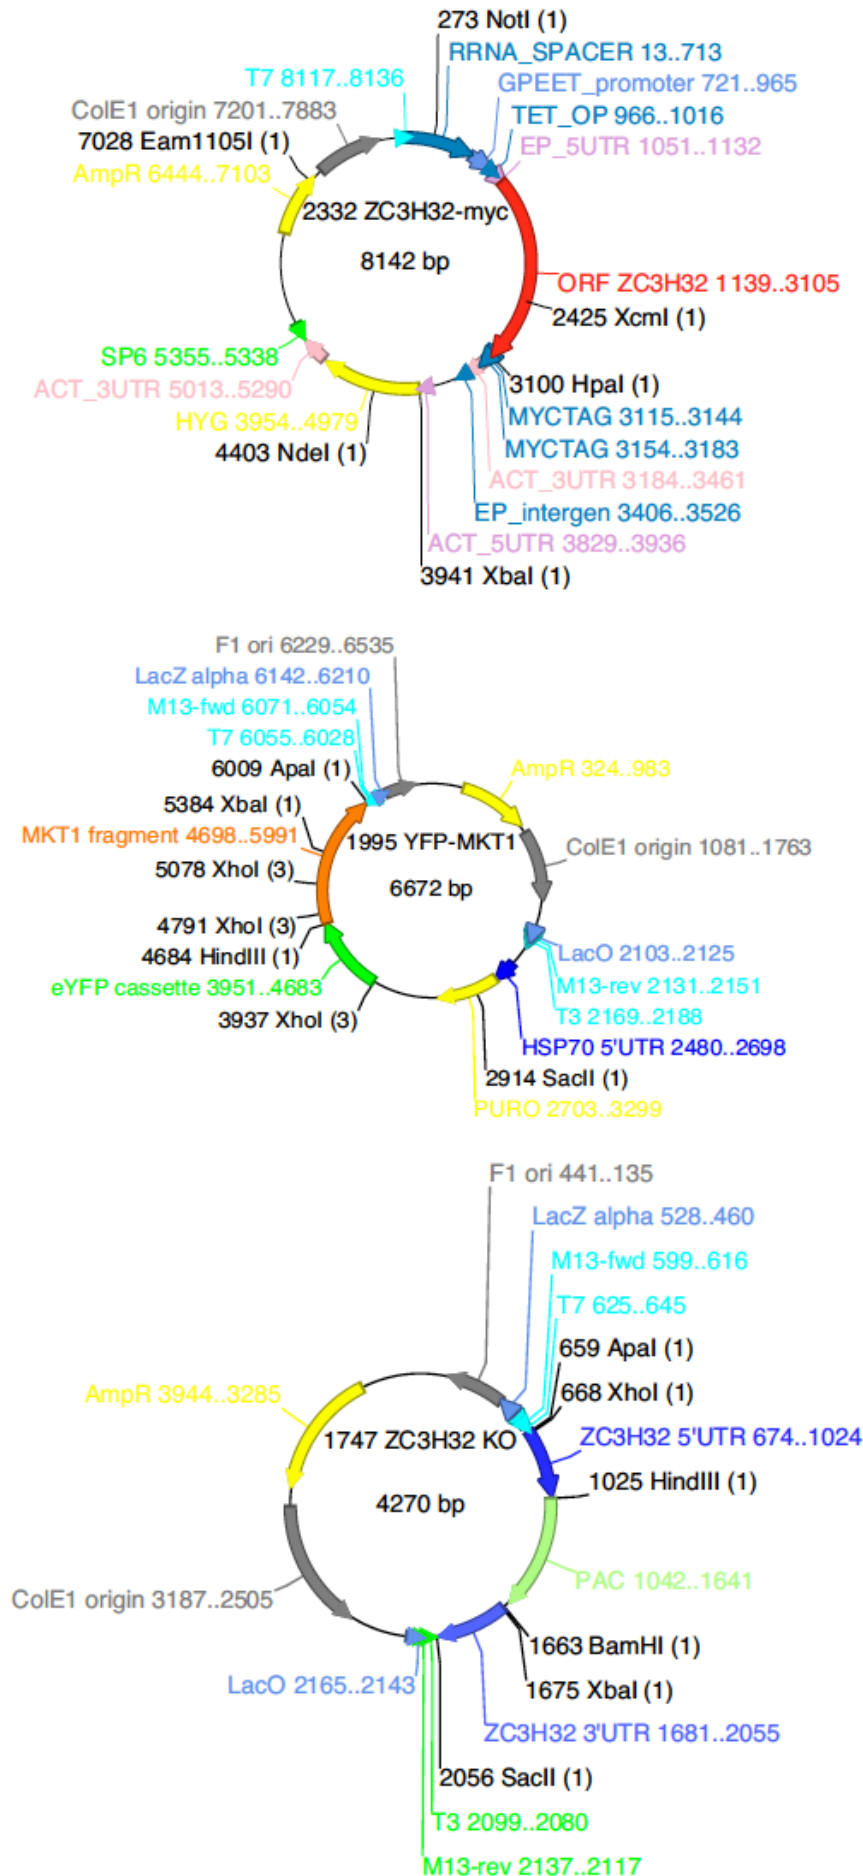 273 NotI (1)
RRNA_SPACER 13..713
T7 8117..8136
GPEET_promoter 721..965
ColE1 origin 7201..7883
TET_OP 966..1016
7028 Eam1105I (1)
EP_5UTR 1051..1132
AmpR 6444..7103
2332 ZC3H32-myc
8142 bp
ORF ZC3H32 1139..3105
2425 XcmI (1)
SP6 5355..5338
3100 HpaI (1)
ACT_3UTR 5013..5290
MYCTAG 3115..3144
HYG 3954..4979
MYCTAG 3154..3183
4403 NdeI (1)
ACT_3UTR 3184..3461
EP_intergen 3406..3526
ACT_5UTR 3829..3936
3941 XbaI (1)
F1 ori 6229..6535
LacZ alpha 6142..6210
M13-fwd 6071..6054
T7 6055..6028
6009 ApaI (1)
AmpR 324..983
5384 XbaI (1)
MKT1 fragment 4698..5991
1995 YFP-MKT1
ColE1 origin 1081..1763
5078 XhoI (3)
6672 bp
4791 XhoI (3)
LacO 2103..2125
4684 HindIII (1)
M13-rev 2131..2151
eYFP cassette 3951..4683
T3 2169..2188
3937 XhoI (3)
HSP70 5'UTR 2480..2698
2914 SacII (1)
PURO 2703..3299
F1 ori 441..135
LacZ alpha 528..460
M13-fwd 599..616
T7 625..645
659 ApaI (1)
AmpR 3944..3285
668 XhoI (1)
1747 ZC3H32 KO
ZC3H32 5'UTR 674..1024
1025 HindIII (1)
4270 bp
PAC 1042..1641
ColE1 origin 3187..2505
1663 BamHI (1)
LacO 2165..2143
1675 XbaI (1)
ZC3H32 3'UTR 1681..2055
2056 SacII (1)
T3 2099..2080
M13-rev 2137..2117